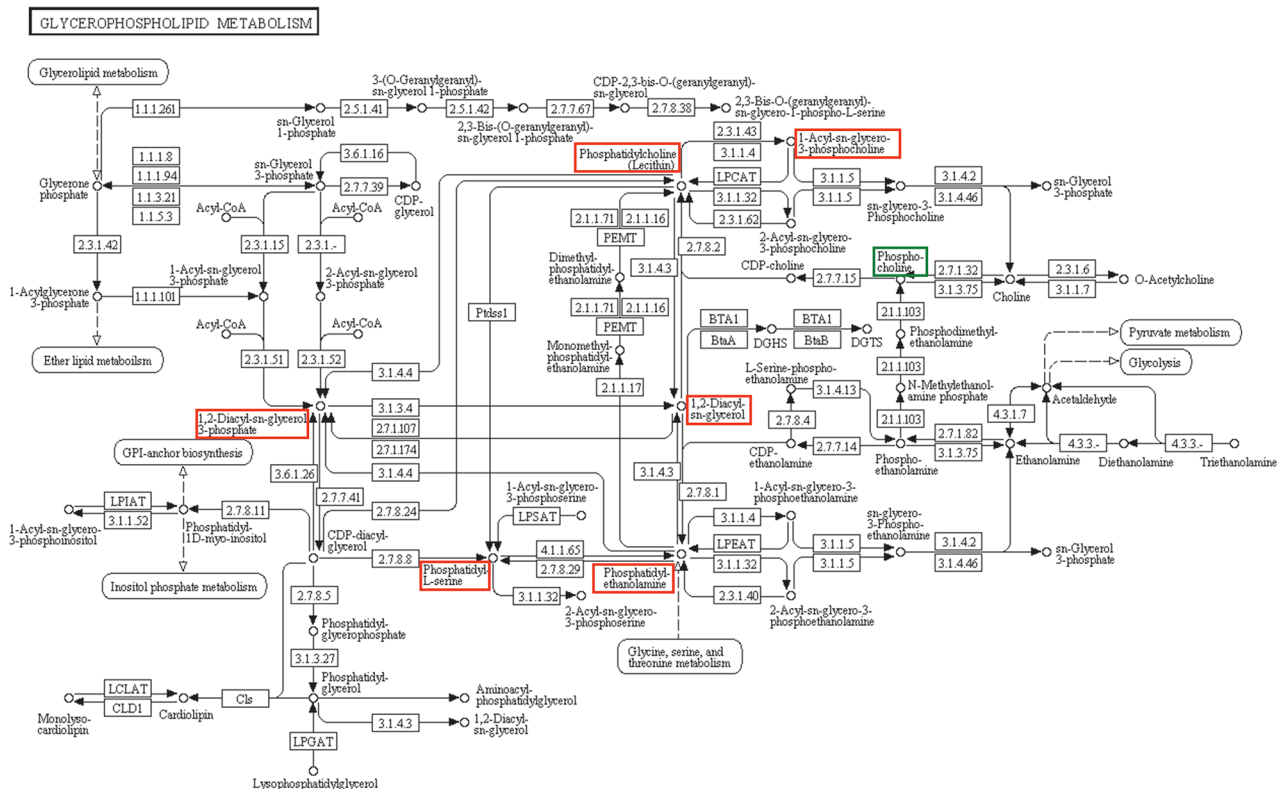 GLYCEROPHOSPHOLIPID METABOLISM
Glycerolipid metabolism
1.1.1.261
2.5.1.41
3-(O-Geranylgeranyl)-
sn-glycerol 1-phosphate
2.5.1.42
2.7.7.67
CDP-2,3-bis-O-(geranylgeranyl)-
sn-glycerol
2.7.8.38
2,3-Bis-O-(geranylgeranyl)-
sn-glycero-1-phospho-L-serine
sn-Glycerol
1-phosphate
2,3-Bis-(O-geranylgeranyl)-
sn-glycerol 1-phosphate
Glycerone
phosphate
1.1.1.8
1.1.1.94
1.1.3.21
1.1.5.3
sn-Glycerol
3-phosphate
3.6.1.16
2.7.7.39
CDP-
glycerol
Phosphatidylcholine
(Lecithin)
2.3.1.43
3.1.1.4
1-Acyl-sn-glycero-
3-phosphocholine
LPCAT
3.1.1.32
2.3.1.62
3.1.1.5
3.1.1.5
sn-glycero-3-
Phosphocholine
3.1.4.2
3.1.4.46
sn-Glycerol
3-phosphate
2-Acyl-sn-glycero-
3-phosphocholine
Acyl-CoA
Acyl-CoA
2.3.1.42
2.3.1.15
2.3.1.-
1-Acyl-sn-glycerol
3-phosphate
2-Acyl-sn-glycerol
3-phosphate
1-Acylglycerone
3-phosphate
1.1.1.101
Acyl-CoA
Acyl-CoA
Ether lipid metaboilsm
2.3.1.51
2.3.1.52
2.1.1.71
2.1.1.16
PEMT
Dimethyl-
phosphatidyl-
ethanolamine
2.1.1.71
2.1.1.16
PEMT
Monomethyl-
phosphatidyl-
ethanolamine
2.1.1.17
Ptdss1
3.1.4.3
2.7.8.2
CDP-choline
2.7.7.15
Phospho-
choline
2.7.1.32
3.1.3.75
Choline
2.3.1.6
3.1.1.7
O-Acetylcholine
BTA1
BtaA
DGHS
BTA1
BtaB
DGTS
2.1.1.103
Phosphodimethyl-
ethanolamine
2.1.1.103
N-Methylethanol-
amine phosphate
2.1.1.103
Pyruvate metabolism
Glycolysis
Acetaldehyde
L-Serine-phospho-
ethanolamine
3.1.4.13
2.7.8.4
CDP-
ethanolamine
2.7.7.14
Phospho-
ethanolamine
2.7.1.82
3.1.3.75
4.3.1.7
Ethanolamine
4.3.3.-
Diethanolamine
4.3.3.-
Triethanolamine
3.1.4.4
1,2-Diacyl-sn-glycerol
3-phosphate
3.1.3.4
2.7.1.107
2.7.1.174
3.1.4.4
1,2-Diacyl-
sn-glycerol
GPI-anchor biosynthesis
3.6.1.26
2.7.7.41
2.7.8.24
1-Acyl-sn-glycero-
3-phosphoserine
LPSAT
3.1.4.3
2.7.8.1
1-Acyl-sn-glycero-3-
phosphoethanolamine
LPIAT
3.1.1.52
1-Acyl-sn-glycero-
3-phosphoinositol
2.7.8.11
Phosphatidyl-
1D-myo-inositol
Inositol phosphate metabolism
CDP-diacyl-
glycerol
2.7.8.8
Phosphatidyl-
L-serine
4.1.1.65
2.7.8.29
3.1.1.32
2-Acyl-sn-glycero-
3-phosphoserine
Phosphatidyl-
ethanolamine
3.1.1.4
LPEAT
3.1.1.32
2.3.1.40
3.1.1.5
3.1.1.5
sn-glycero-
3-Phospho-
ethanolamine
3.1.4.2
3.1.4.46
sn-Glycerol
3-phosphate
2-Acyl-sn-glycero-3-
phosphoethanolamine
Glycine, serine, and
threonine metabolism
2.7.8.5
Phosphatidyl-
glycerophosphate
3.1.3.27
Phosphatidyl-
glycerol
LCLAT
CLD1
Monolyso-
cardiolipin
Cardiolipin
Cls
Aminoacyl-
phosphatidylglycerol
3.1.4.3
1,2-Diacyl-
sn-glycerol
LPGAT
Lysophosphatidylglycerol